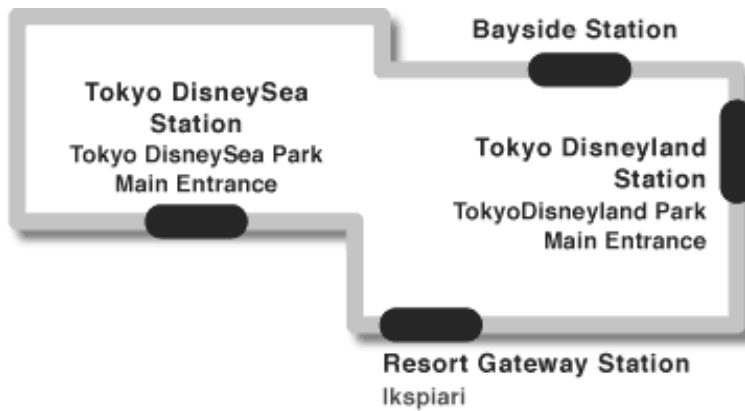 Bayside Station
Tokyo DisneySea
Station
Tokyo DisneySea Park
Main Entrance
Tokyo Disneyland
Station
TokyoDisneyland Park
Main Entrance
Resort Gateway Station
Ikspiari